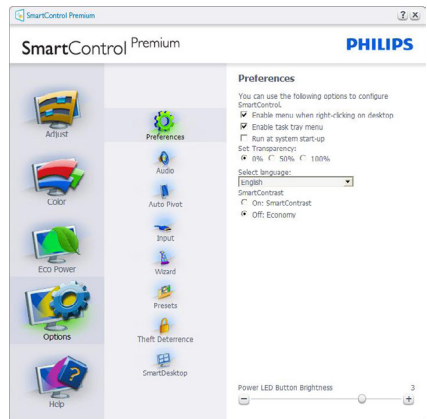 SmartControl Premium
SmartControl Premium
PHILIPS
Adjust
Color
Eco Power
Options
Help
Preferences
Audio
Auto Pivot
Input
Wizard
Presets
Theft Deterrence
SmartDesktop
Preferences
You can use the following options to configure
SmartControl.
Enable menu when right-clicking on desktop
Enable task tray menu
Run at system start-up
Set Transparency:
0% 50% 100%
Select language:
English
SmartContrast
On: SmartContrast
Off: Economy
Power LED Button Brightness 3